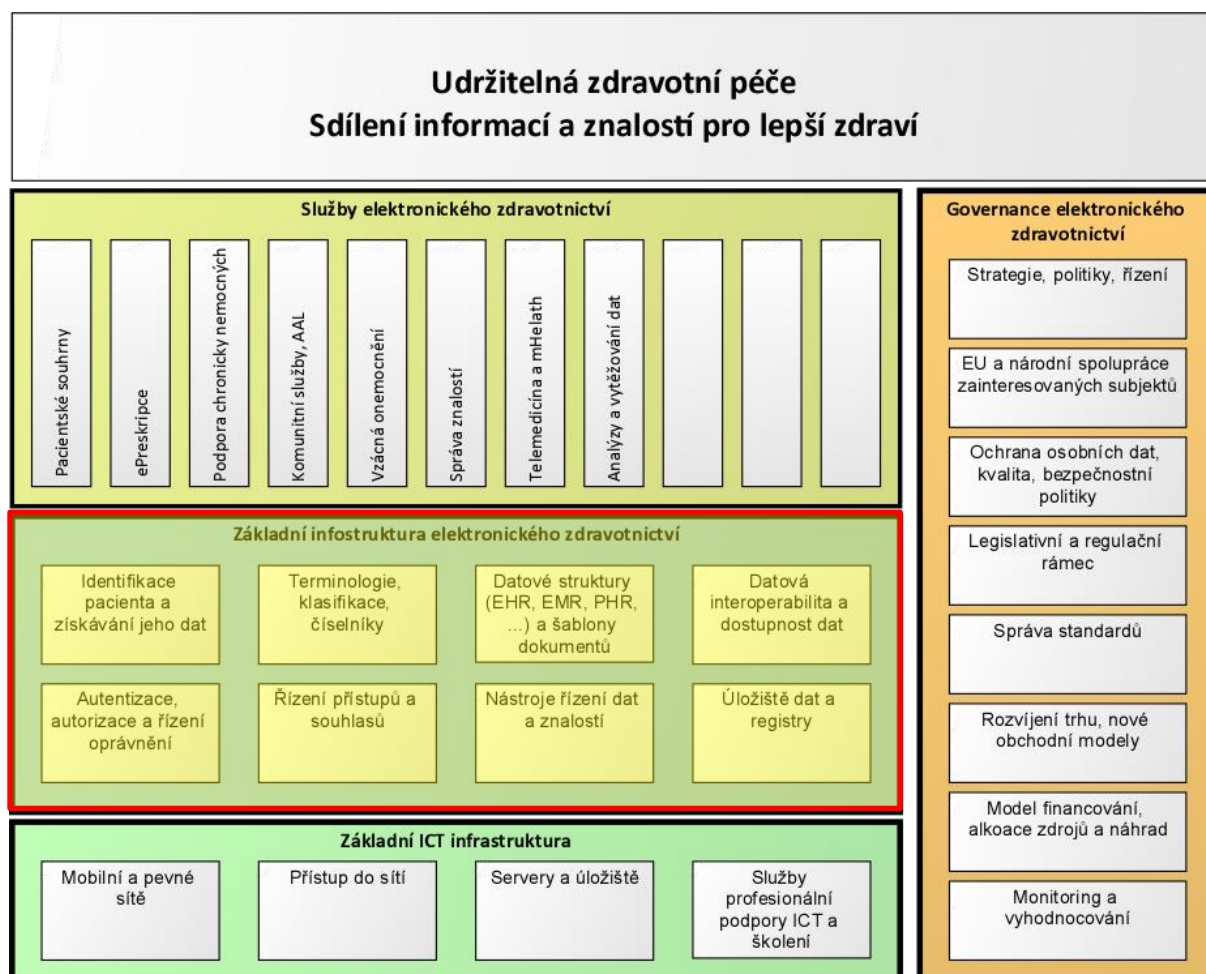 Udržitelná zdravotní péče
Sdílení informací a znalostí pro lepší zdraví
Služby elektronického zdravotnictví
Pacientské souhrny
ePreskripce
Podpora chronicky nemocných
Komunitní služby, AAL
Vzácná onemocnění
Správa znalostí
Telemedicína a mHelath
Analýzy a vytěžování dat
Základní infostruktura elektronického zdravotnictví
Identifikace
pacienta a
získávání jeho dat
Terminologie,
klasifikace,
číselníky
Datové struktury
(EHR, EMR, PHR,
...) a šablony
dokumentů
Datová
interoperabilita a
dostupnost dat
Autentizace,
autorizace a řízení
oprávnění
Řízení přístupů a
souhlasů
Nástroje řízení dat
a znalostí
Úložiště dat a
registry
Základní ICT infrastruktura
Mobilní a pevné
sítě
Přístup do sítí
Servery a úložiště
Služby
profesionální
podpory ICT a
školení
Governance elektronického
zdravotnictví
Strategie, politiky, řízení
EU a národní spolupráce
zainteresovaných subjektů
Ochrana osobních dat,
kvalita, bezpečnostní
politiky
Legislativní a regulační
rámec
Správa standardů
Rozvíjení trhu, nové
obchodní modely
Model financování,
alkoace zdrojů a náhrad
Monitoring a
vyhodnocování